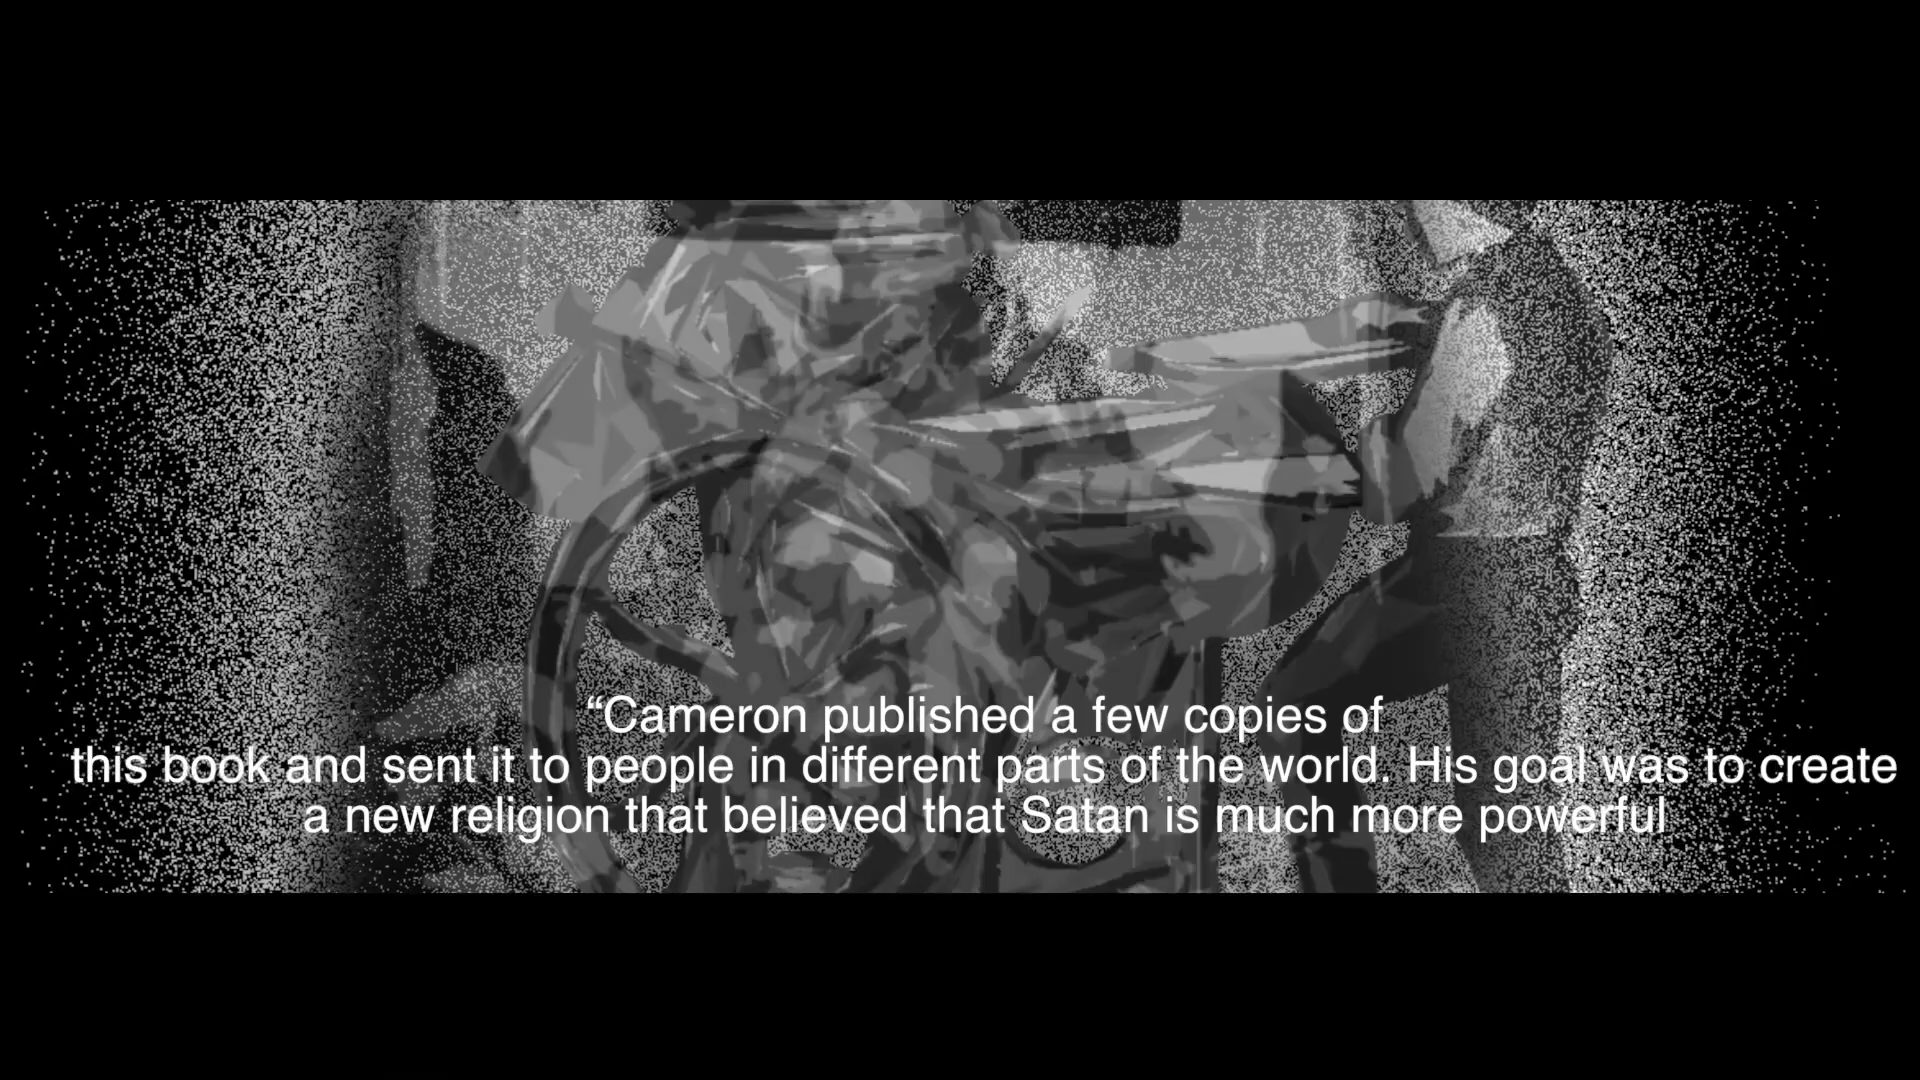 “Cameron published a few copies of
this book and sent it to people in different parts of the world. His goal was to create
a new religion that believed that Satan is much more powerful